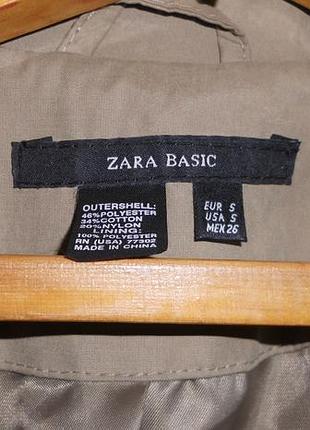 ZARA BASIC
OUTERSHELL:
46%POLYESTER
34%COTTON
20%NYLON
LINING:
100% POLYESTER
RN (USA) 77302
MADE IN CHINA
EUR S
USA S
MEX 26